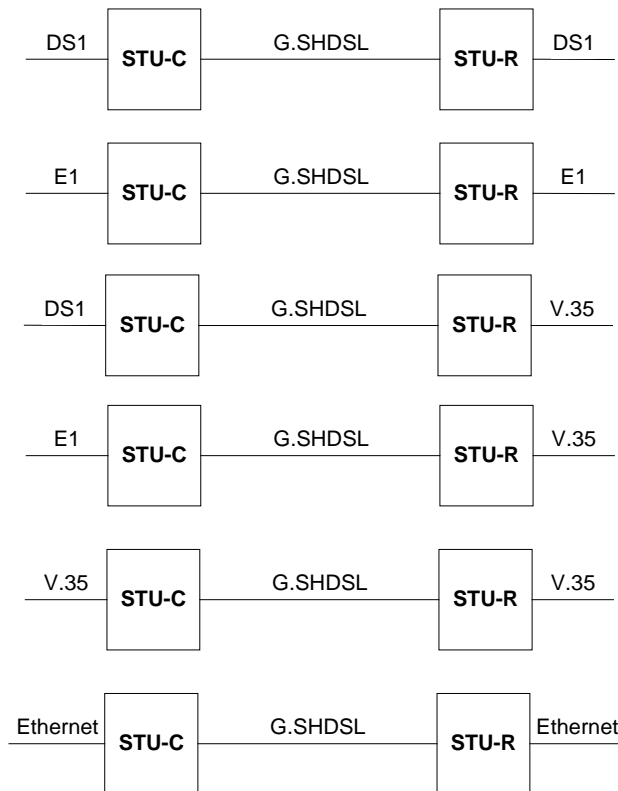 DS1 STU-C G.SHDSL STU-R DS1
E1 STU-C G.SHDSL STU-R E1
DS1 STU-C G.SHDSL STU-R V.35
E1 STU-C G.SHDSL STU-R V.35
V.35 STU-C G.SHDSL STU-R V.35
Ethernet STU-C G.SHDSL STU-R Ethernet